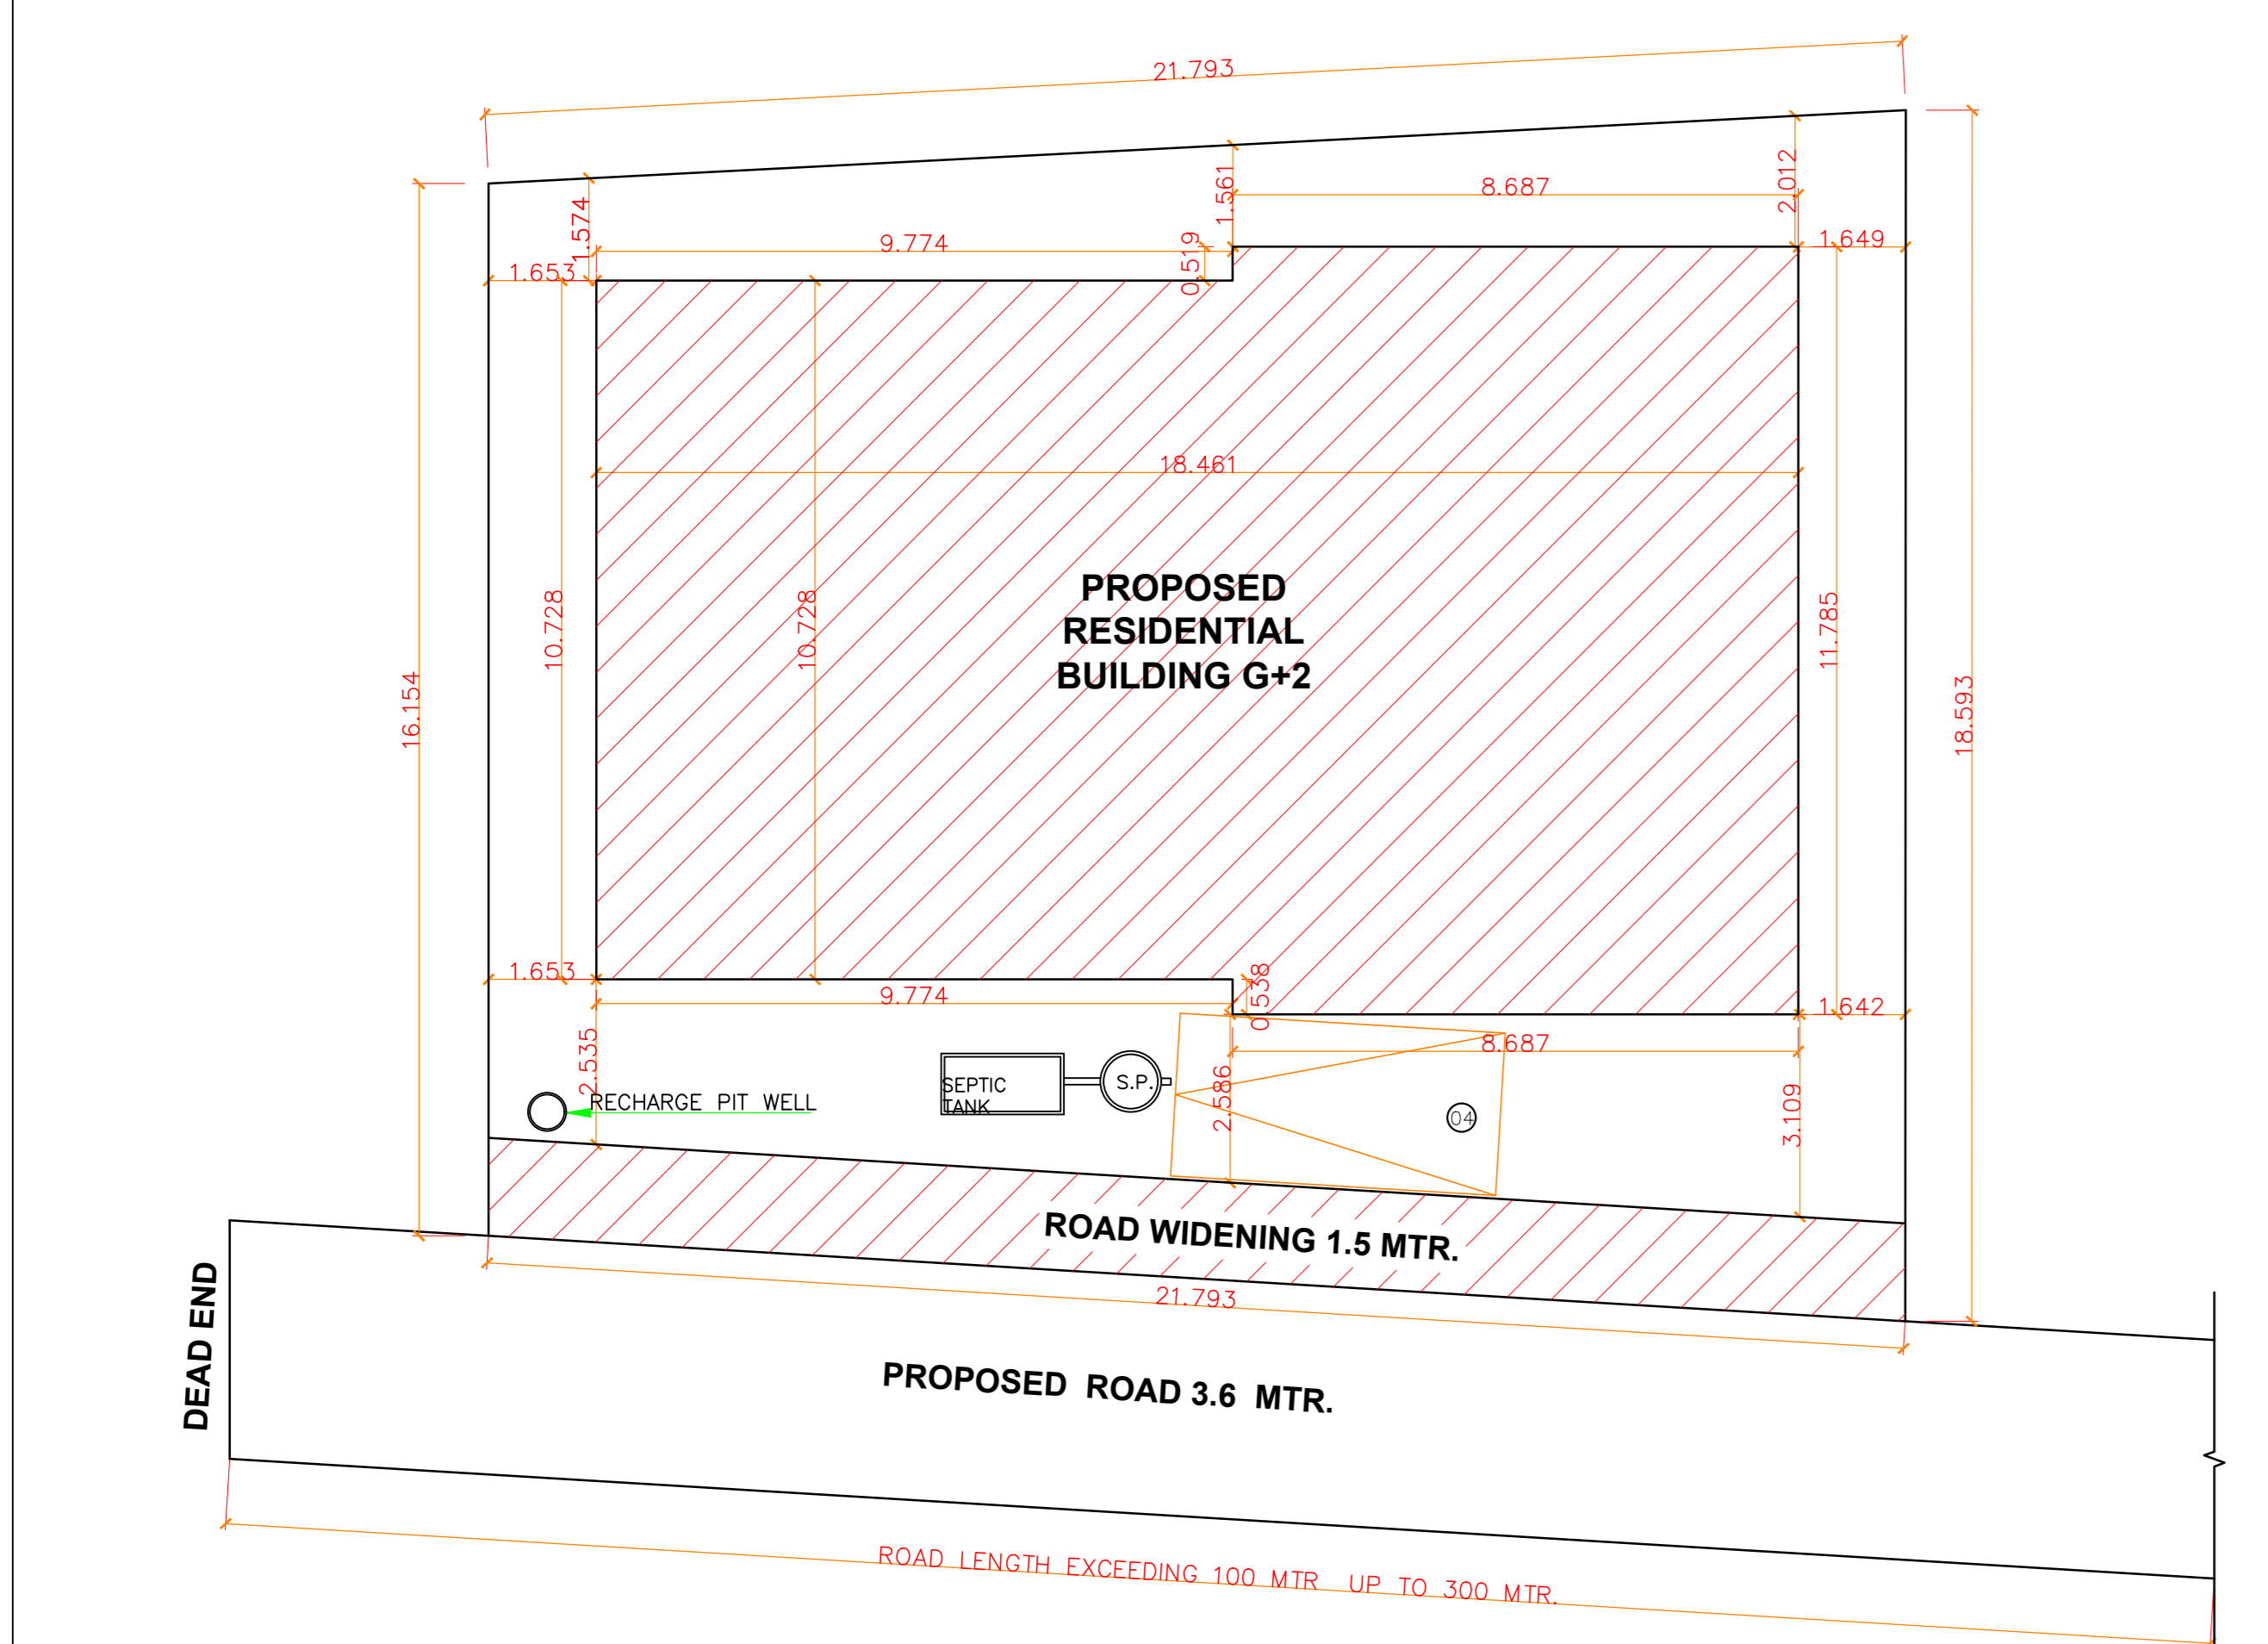 21.793
1.574
1.561
8.687
2.012
9.774
0.519
1.649
1.653
18.461
PROPOSED
RESIDENTIAL
BUILDING G+2
10.728
10.728
11.785
16.154
18.593
1.653
9.774
0.538
1.642
8.687
2.535
2.586
3.109
SEPTIC
TANK
S.P.
RECHARGE PIT WELL
04
ROAD WIDENING 1.5 MTR.
21.793
DEAD END
PROPOSED ROAD 3.6 MTR.
ROAD LENGTH EXCEEDING 100 MTR UP TO 300 MTR.